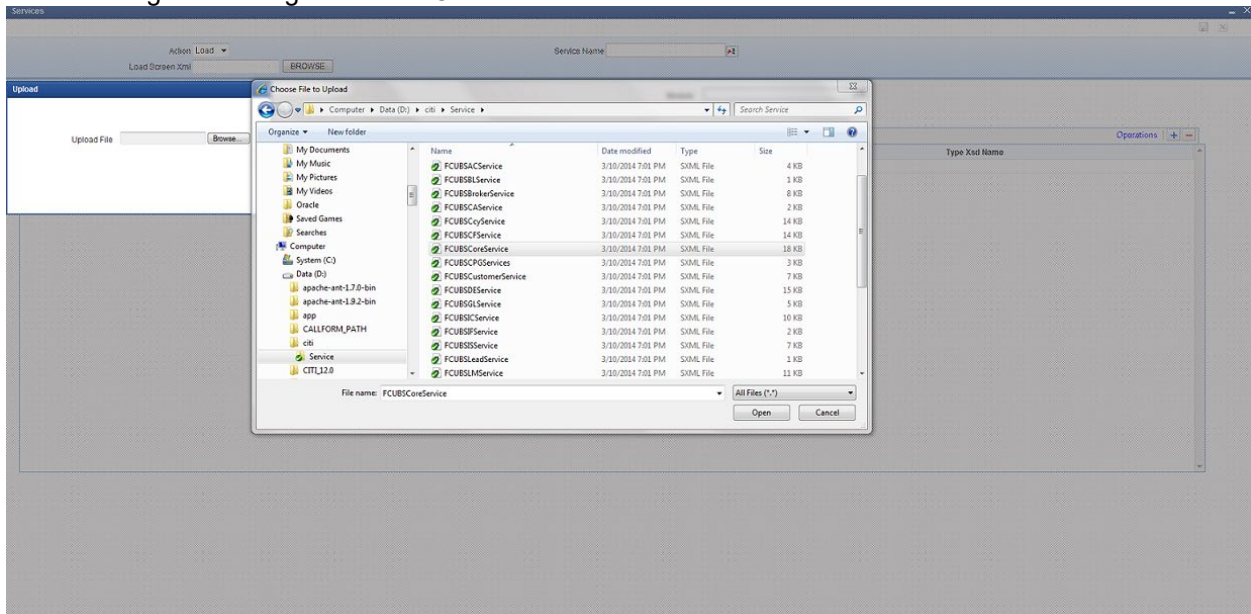 Services
Action Load Service Name
Load Screen Xml BROWSE
Upload
Upload File Browse...
Choose File to Upload
Computer Data (D:) citi Service Search Service
Organize New folder
My Documents
My Music
My Pictures
My Videos
Oracle
Saved Games
Searches
Computer
System (C:)
Data (D:)
apache-ant-1.7.0-bin
apache-ant-1.9.2-bin
app
CALLFORM_PATH
citi
Service
CITI_12.0
Name Date modified Type Size
FCUBSACService 3/10/2014 7:01 PM SXML File 4 KB
FCUBSBLService 3/10/2014 7:01 PM SXML File 1 KB
FCUBSBrokerService 3/10/2014 7:01 PM SXML File 8 KB
FCUBSCAService 3/10/2014 7:01 PM SXML File 2 KB
FCUBSCcyService 3/10/2014 7:01 PM SXML File 14 KB
FCUBSCFService 3/10/2014 7:01 PM SXML File 14 KB
FCUBSCoreService 3/10/2014 7:01 PM SXML File 18 KB
FCUBSCPGServices 3/10/2014 7:01 PM SXML File 3 KB
FCUBSCustomerService 3/10/2014 7:01 PM SXML File 7 KB
FCUBSDEService 3/10/2014 7:01 PM SXML File 15 KB
FCUBSGLService 3/10/2014 7:01 PM SXML File 5 KB
FCUBSICService 3/10/2014 7:01 PM SXML File 10 KB
FCUBSIFService 3/10/2014 7:01 PM SXML File 2 KB
FCUBSISService 3/10/2014 7:01 PM SXML File 7 KB
FCUBSLeadService 3/10/2014 7:01 PM SXML File 1 KB
FCUBSLMService 3/10/2014 7:01 PM SXML File 11 KB
File name: FCUBSCoreService All Files (*.*)
Open Cancel
Operations
Type Xsd Name